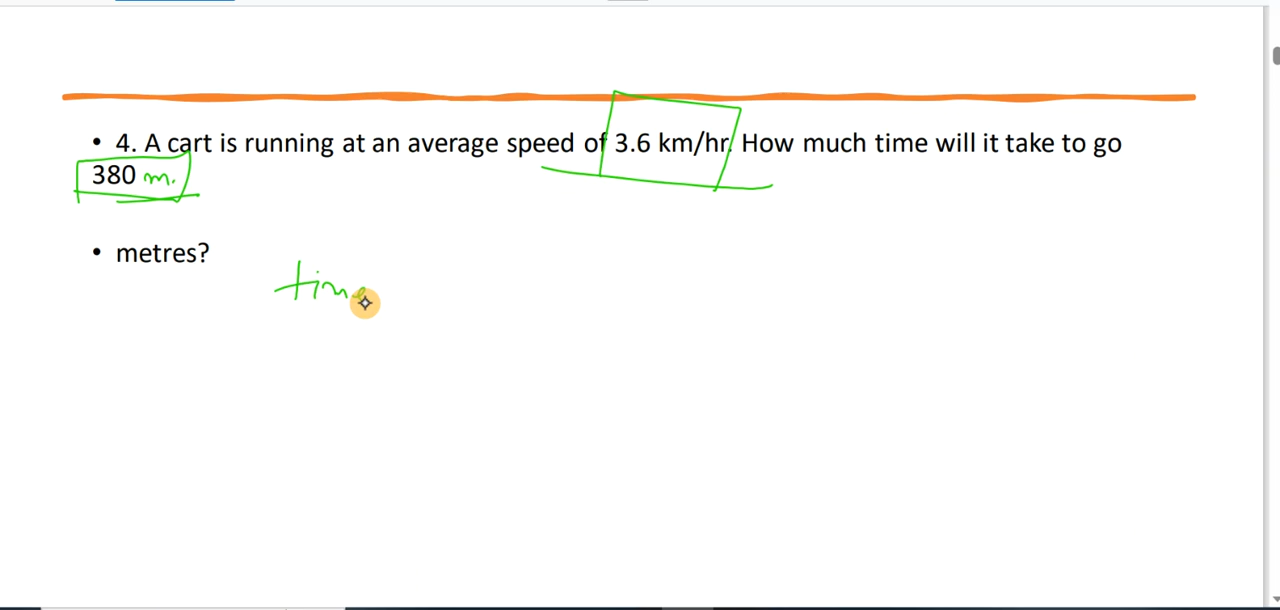 • 4. A cart is running at an average speed of 3.6 km/hr. How much time will it take to go
380 m.
• metres?
time